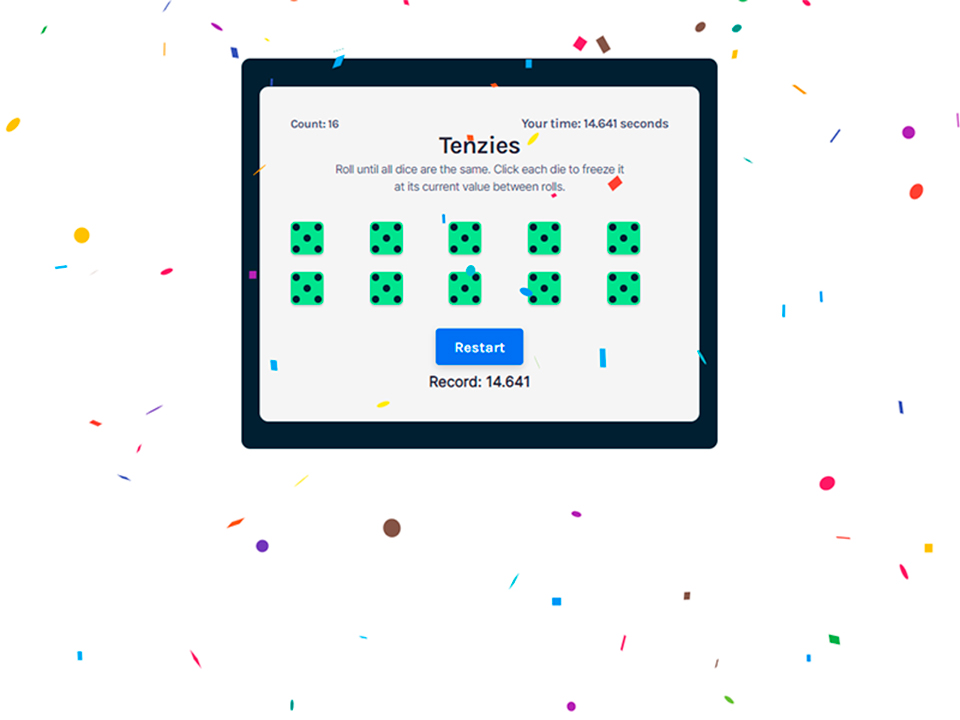 Count: 16
Your time: 14.641 seconds
Tenzies
Roll until all dice are the same. Click each die to freeze it
at its current value between rolls.
Restart
Record: 14.641